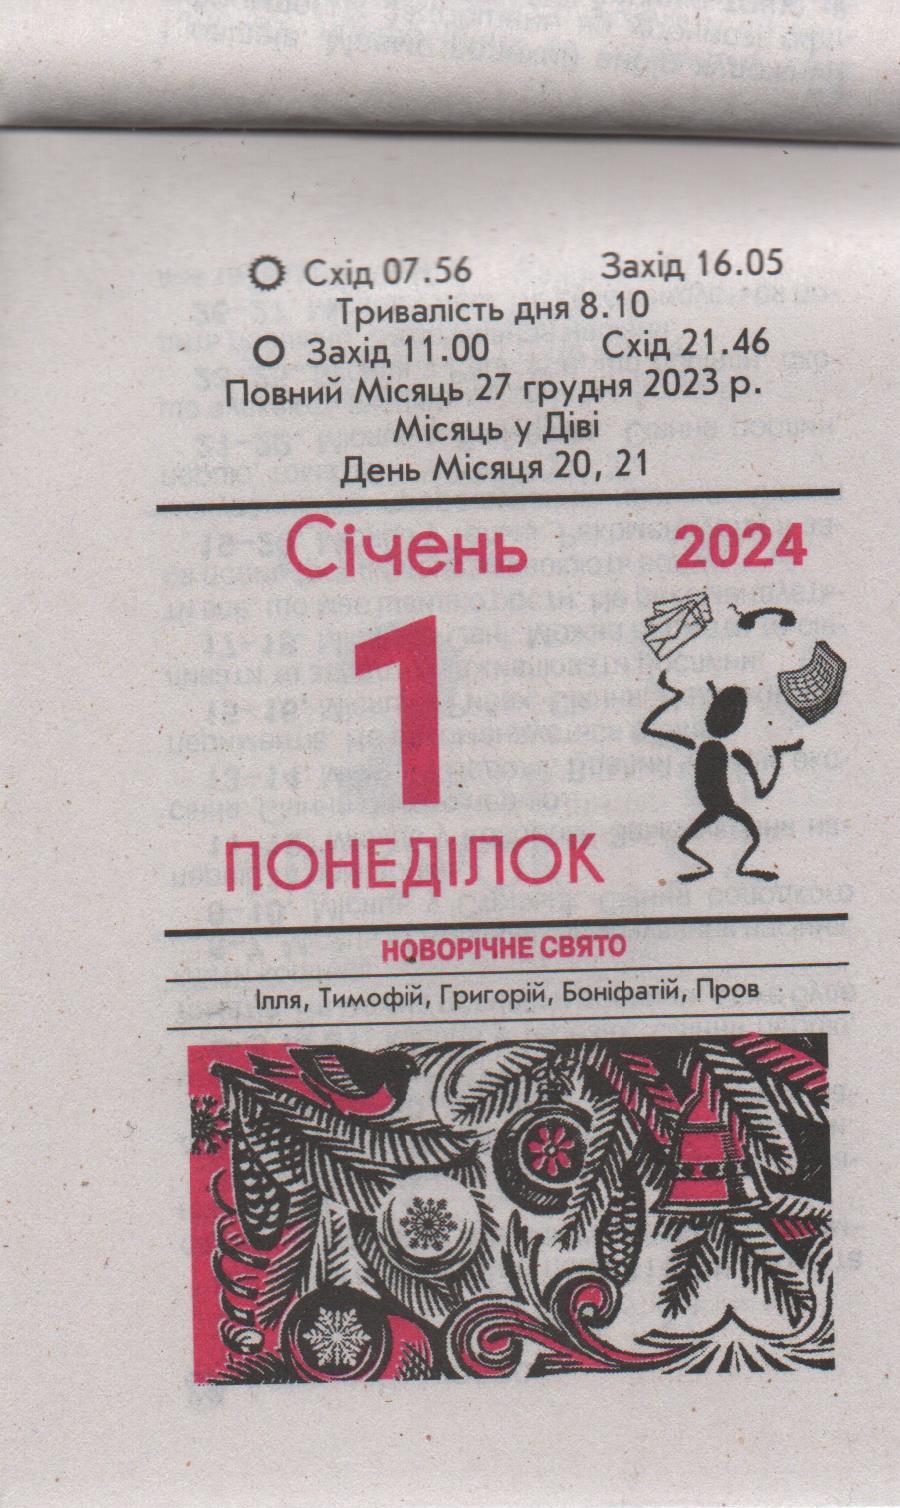 Схід 07.56 Захід 16.05
Тривалість дня 8.10
Захід 11.00 Схід 21.46
Повний Місяць 27 грудня 2023 р.
Місяць у Діві
День Місяця 20, 21
Січень 2024
1
ПОНЕДІЛОК
НОВОРІЧНЕ СВЯТО
Ілля, Тимофій, Григорій, Боніфатій, Пров